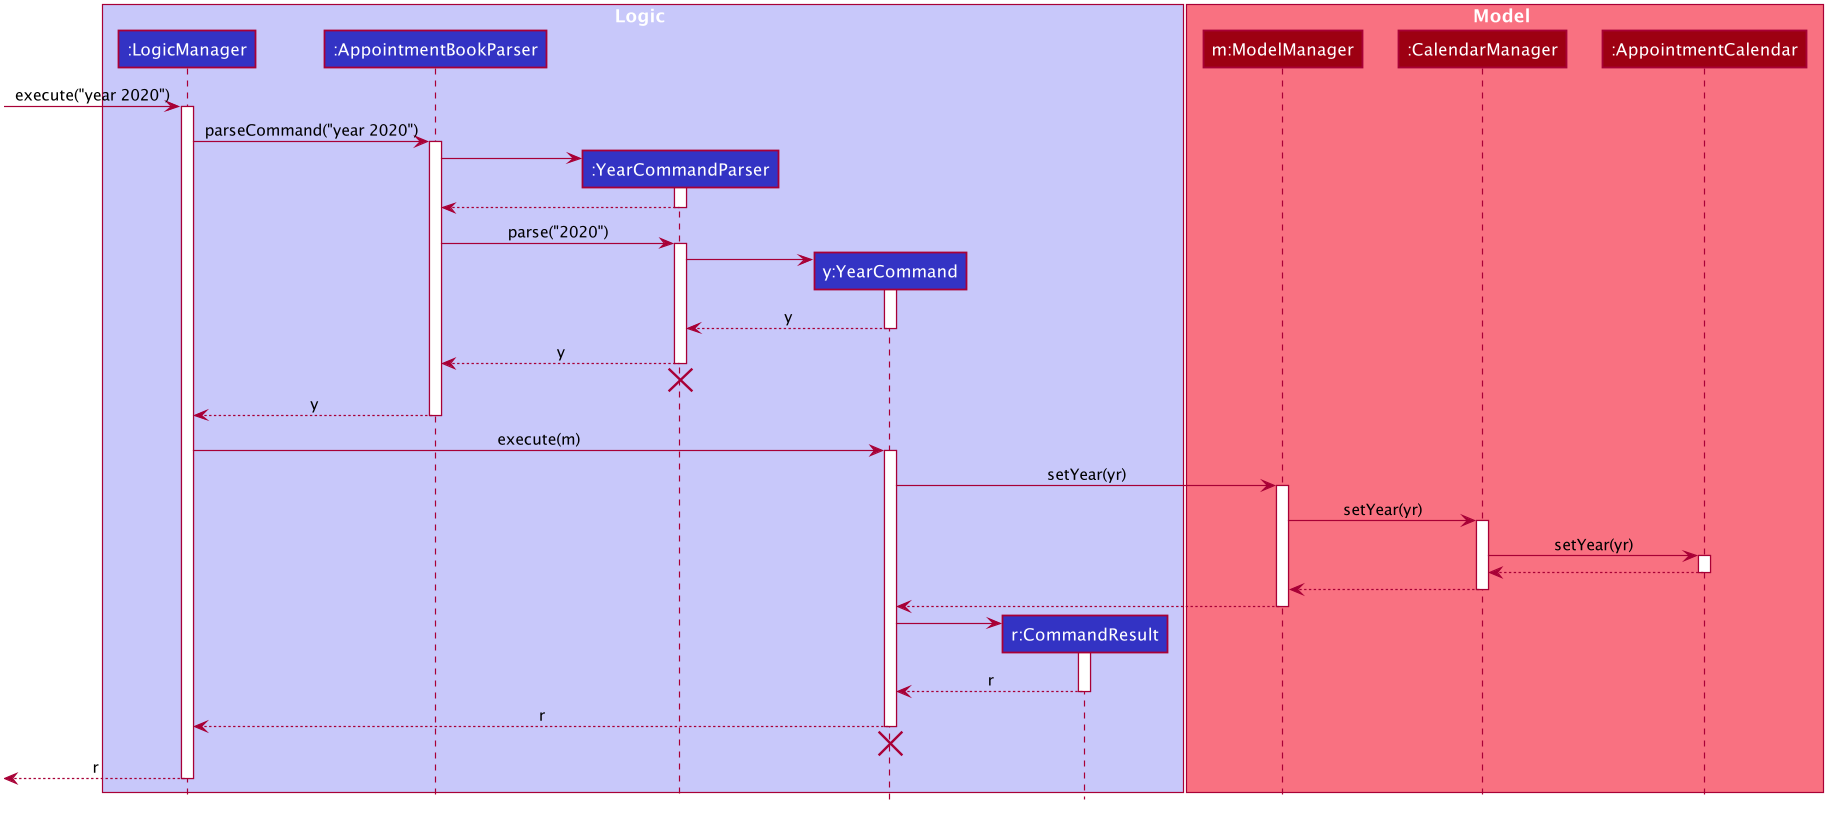 Logic
Model
:LogicManager
:AppointmentBookParser
m:ModelManager
:CalendarManager
:AppointmentCalendar
execute("year 2020")
parseCommand("year 2020")
:YearCommandParser
parse("2020")
y:YearCommand
y
y
y
execute(m)
setYear(yr)
setYear(yr)
setYear(yr)
r:CommandResult
r
r
r